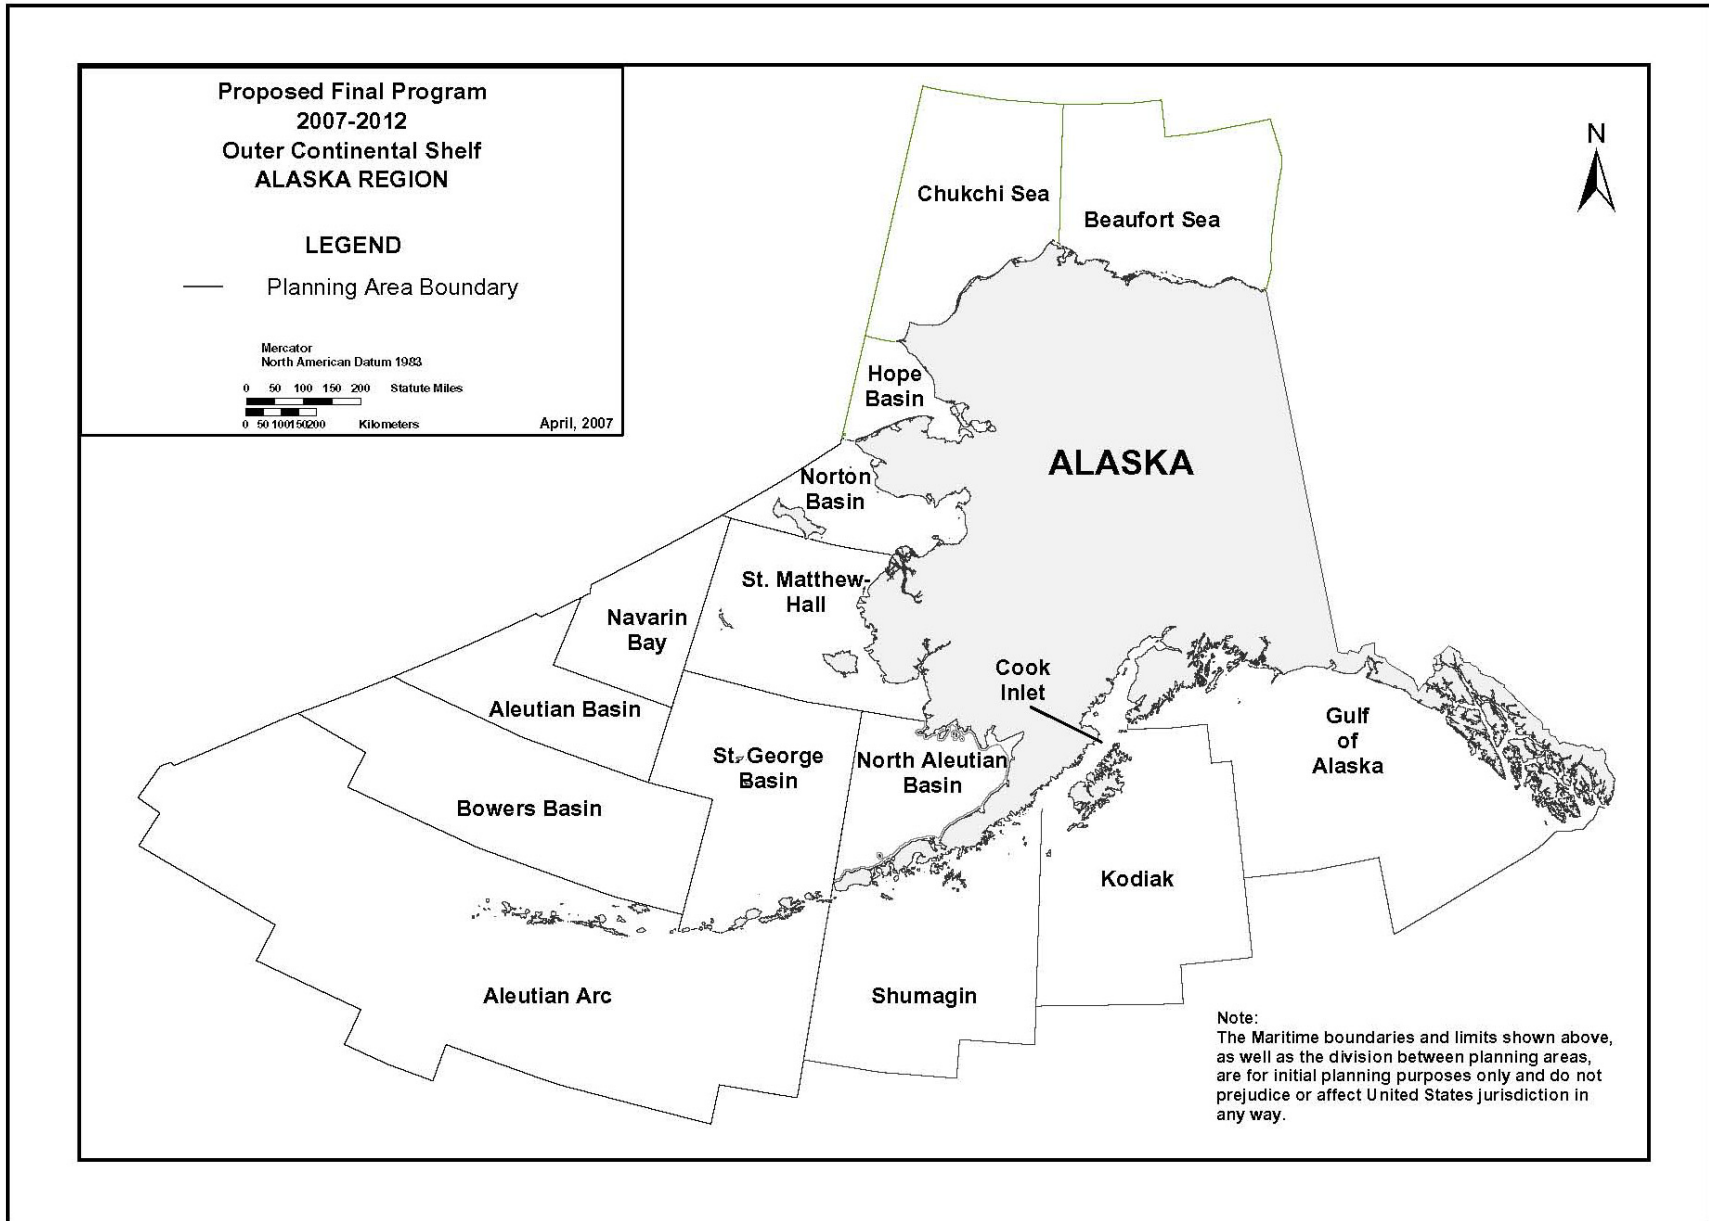 Proposed Final Program
2007-2012
Outer Continental Shelf
ALASKA REGION
LEGEND
Planning Area Boundary
Mercator
North American Datum 1983
0 50 100 150 200 Statute Miles
0 50 100 150 200 Kilometers
April, 2007
N
Chukchi Sea
Beaufort Sea
Hope
Basin
ALASKA
Norton
Basin
St. Matthew-
Hall
Navarin
Bay
Cook
Inlet
Aleutian Basin
Gulf
of
Alaska
St. George
Basin
North Aleutian
Basin
Bowers Basin
Kodiak
Aleutian Arc
Shumagin
Note:
The Maritime boundaries and limits shown above,
as well as the division between planning areas,
are for initial planning purposes only and do not
prejudice or affect United States jurisdiction in
any way.